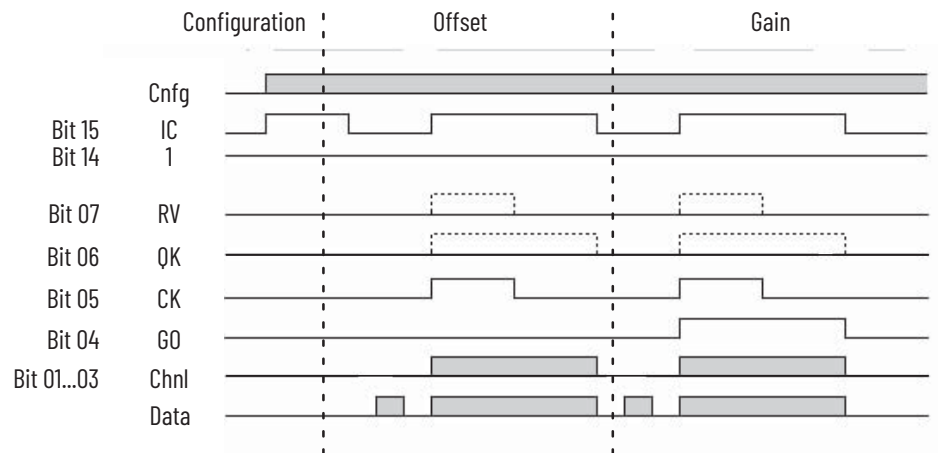 Configuration Offset Gain
Cnfg
Bit 15 IC
Bit 14 1
Bit 07 RV
Bit 06 QK
Bit 05 CK
Bit 04 GO
Bit 01...03 Chnl
Data